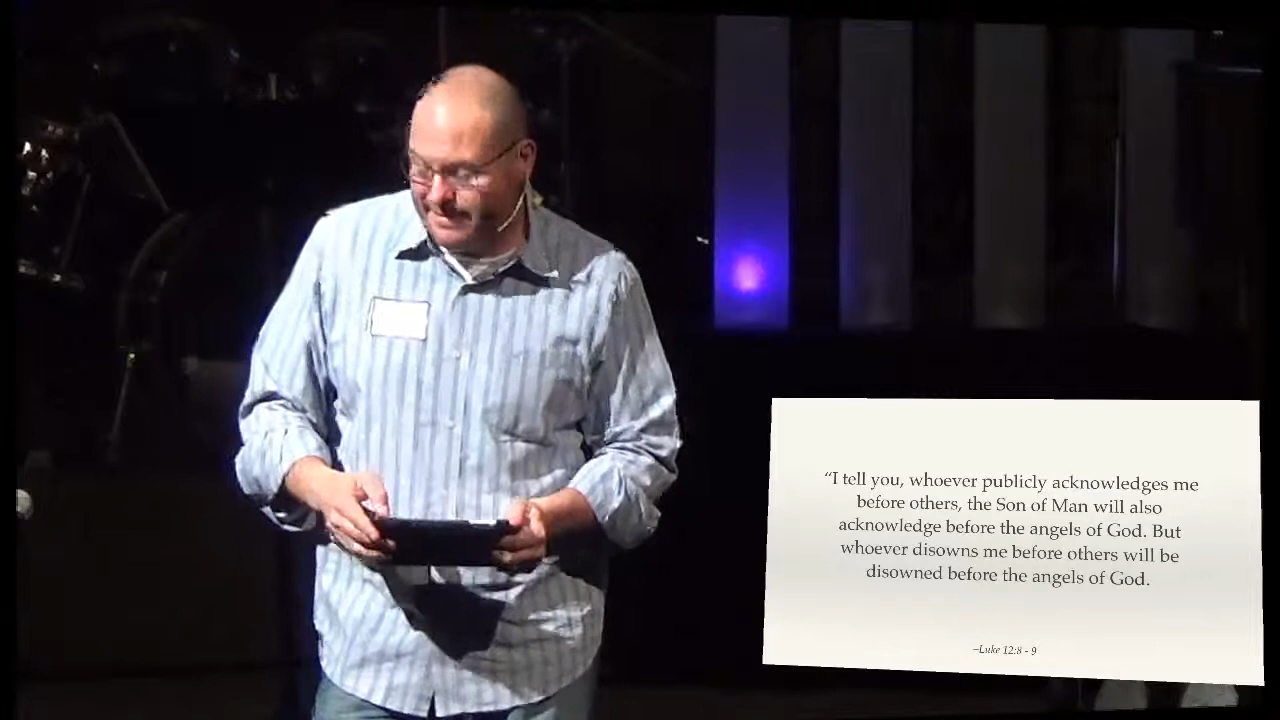 “I tell you, whoever publicly acknowledges me
before others, the Son of Man will also
acknowledge before the angels of God. But
whoever disowns me before others will be
disowned before the angels of God.
–Luke 12:8 - 9